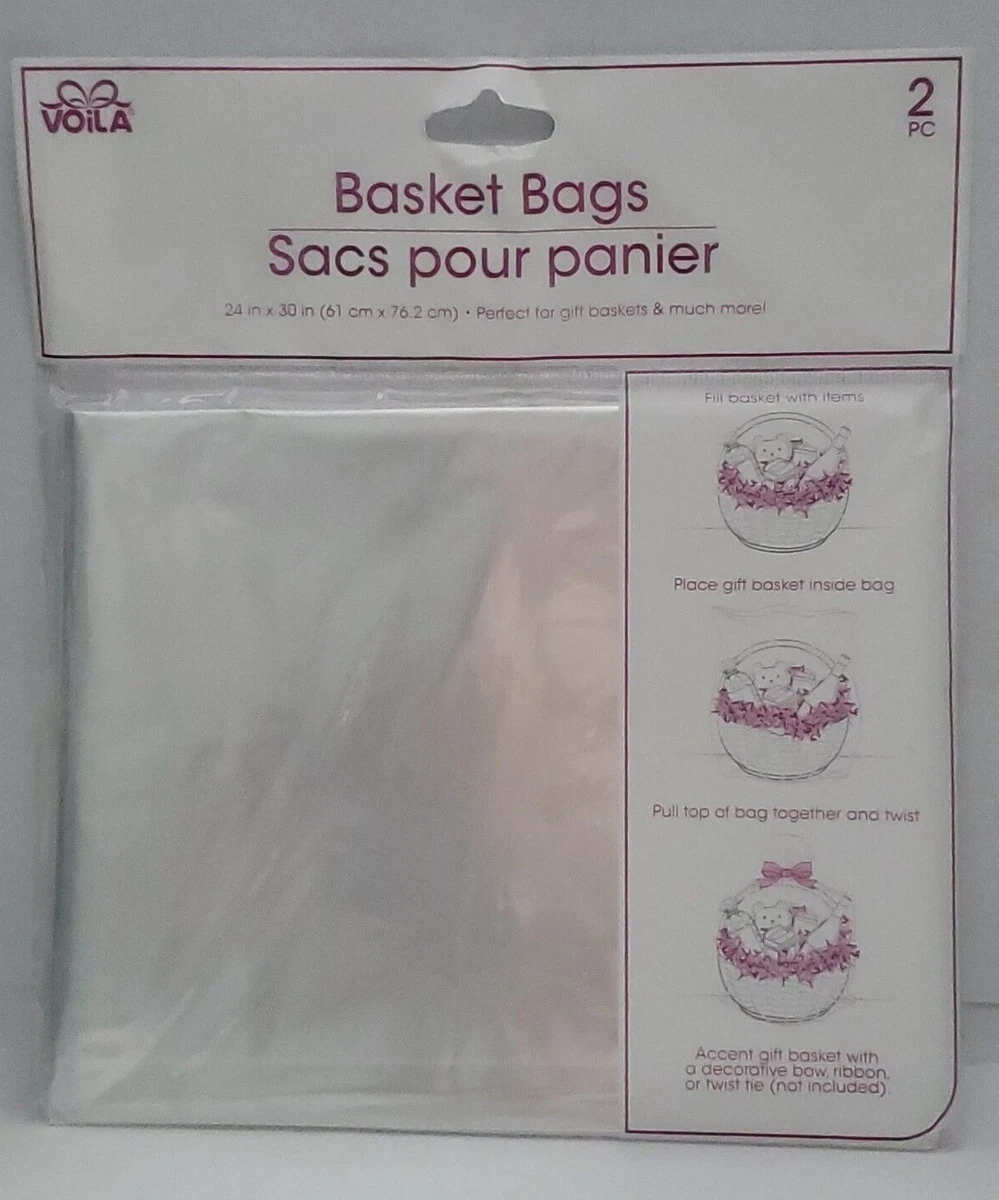 VOiLA®
2
PC
Basket Bags
Sacs pour panier
24 in x 30 in (61 cm x 76.2 cm) • Perfect for gift baskets & much more!
Fill basket with items
Place gift basket inside bag
Pull top of bag together and twist
Accent gift basket with
a decorative bow, ribbon,
or twist tie (not included).